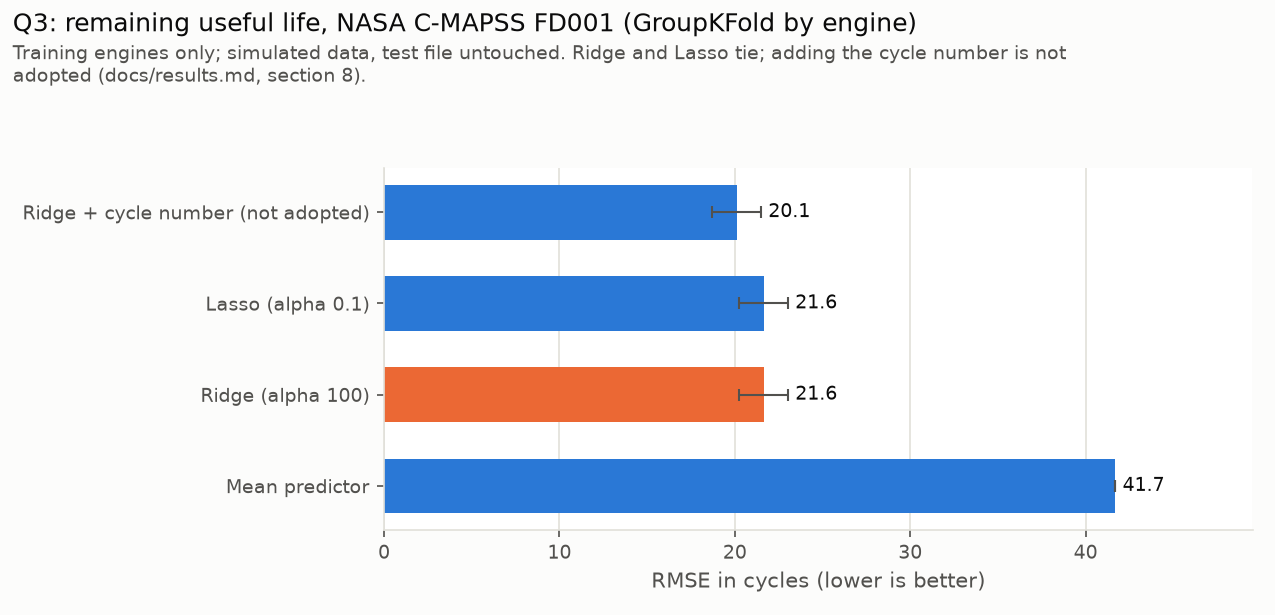 Q3: remaining useful life, NASA C-MAPSS FD001 (GroupKFold by engine)
Training engines only; simulated data, test file untouched. Ridge and Lasso tie; adding the cycle number is not
adopted (docs/results.md, section 8).
Ridge + cycle number (not adopted)
20.1
Lasso (alpha 0.1)
21.6
Ridge (alpha 100)
21.6
Mean predictor
41.7
0 10 20 30 40
RMSE in cycles (lower is better)